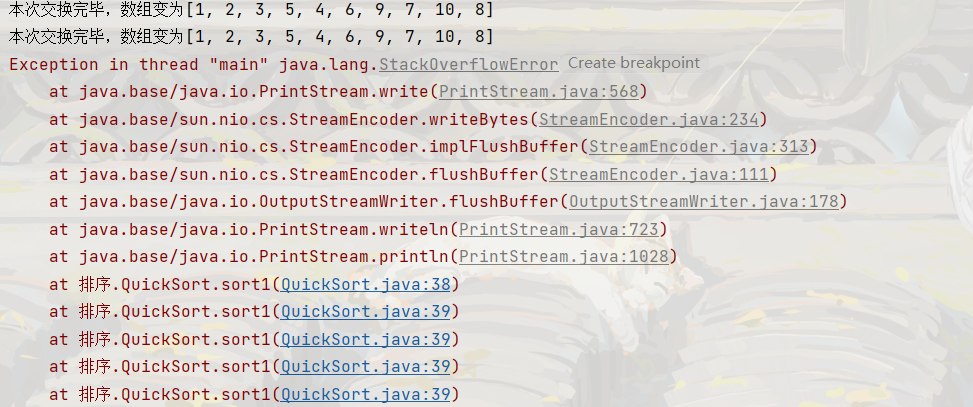 本次交换完毕，数组变为[1, 2, 3, 5, 4, 6, 9, 7, 10, 8]
本次交换完毕，数组变为[1, 2, 3, 5, 4, 6, 9, 7, 10, 8]
Exception in thread "main" java.lang.StackOverflowError Create breakpoint
at java.base/java.io.PrintStream.write(PrintStream.java:568)
at java.base/sun.nio.cs.StreamEncoder.writeBytes(StreamEncoder.java:234)
at java.base/sun.nio.cs.StreamEncoder.implFlushBuffer(StreamEncoder.java:313)
at java.base/sun.nio.cs.StreamEncoder.flushBuffer(StreamEncoder.java:111)
at java.base/java.io.OutputStreamWriter.flushBuffer(OutputStreamWriter.java:178)
at java.base/java.io.PrintStream.writeln(PrintStream.java:723)
at java.base/java.io.PrintStream.println(PrintStream.java:1028)
at 排序.QuickSort.sort1(QuickSort.java:38)
at 排序.QuickSort.sort1(QuickSort.java:39)
at 排序.QuickSort.sort1(QuickSort.java:39)
at 排序.QuickSort.sort1(QuickSort.java:39)
at 排序.QuickSort.sort1(QuickSort.java:39)